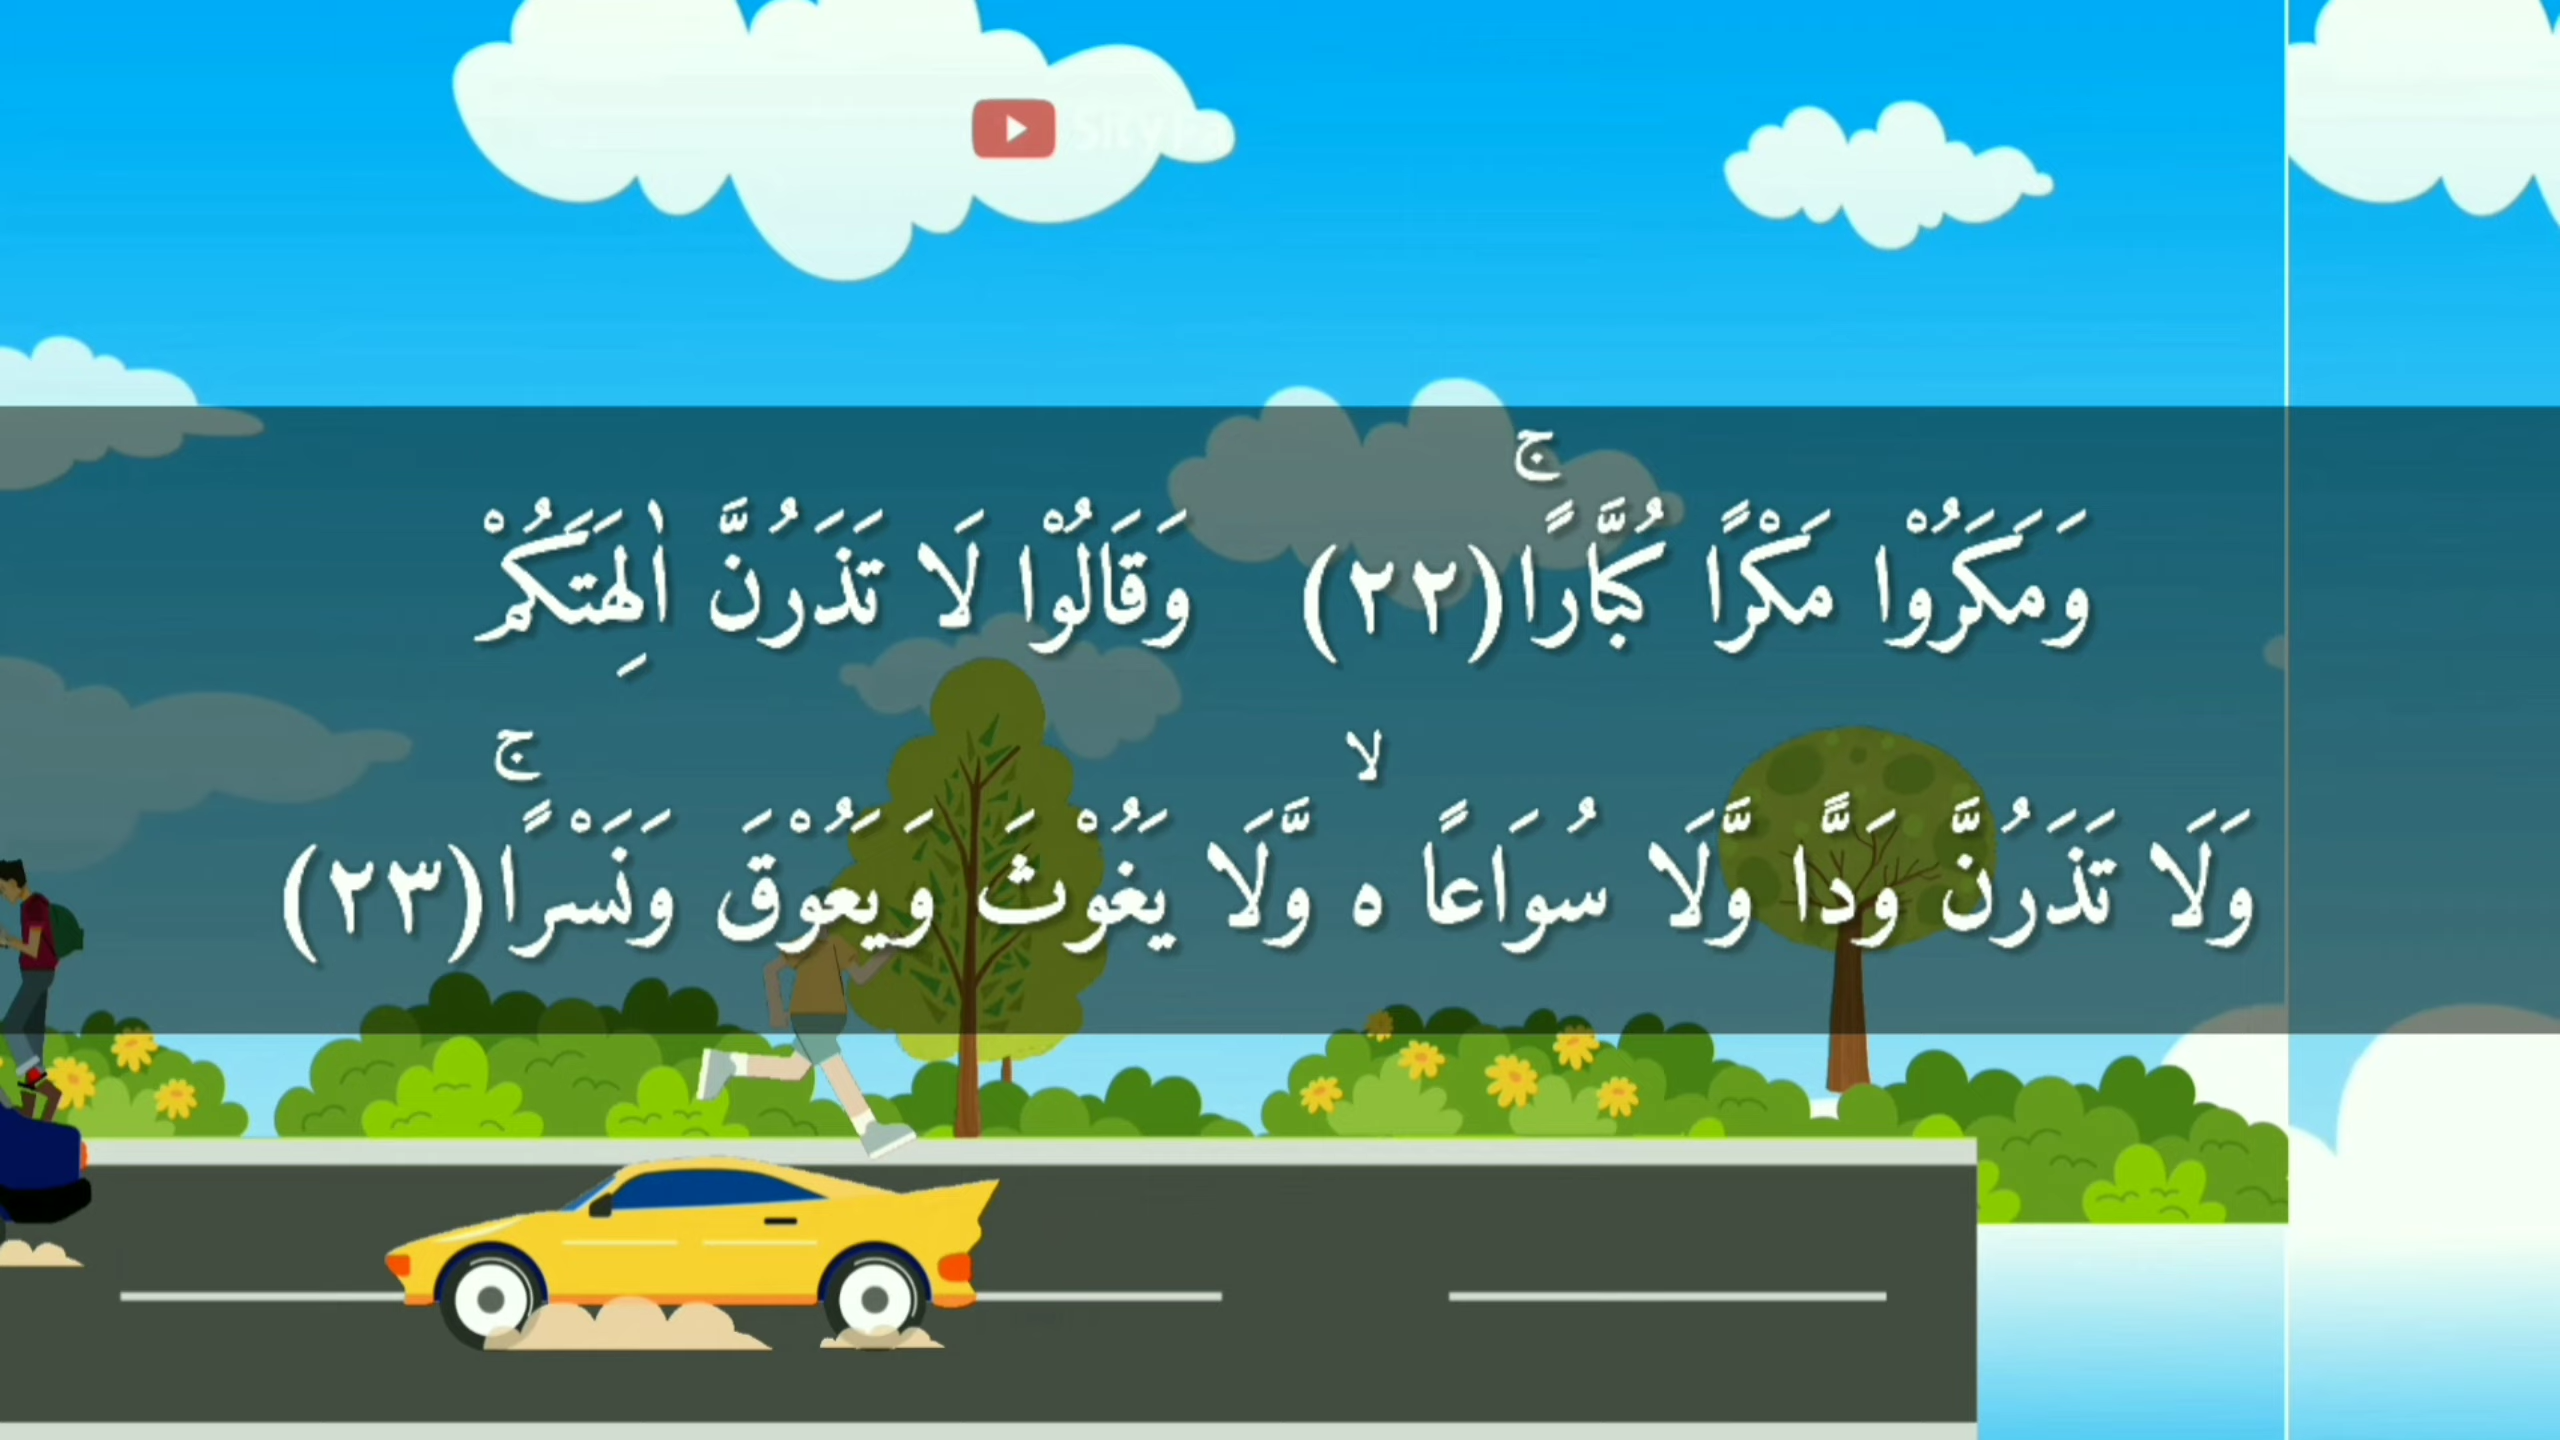 وَمَكَرُوْا مَكْرًا كُبَّارًاۚ (٢٢) وَقَالُوْا لَا تَذَرُنَّ اٰلِهَتَكُمْ
وَلَا تَذَرُنَّ وَدًّا وَّلَا سُوَاعًا ەۙ وَّلَا يَغُوْثَ وَيَعُوْقَ وَنَسْرًاۚ (٢٣)